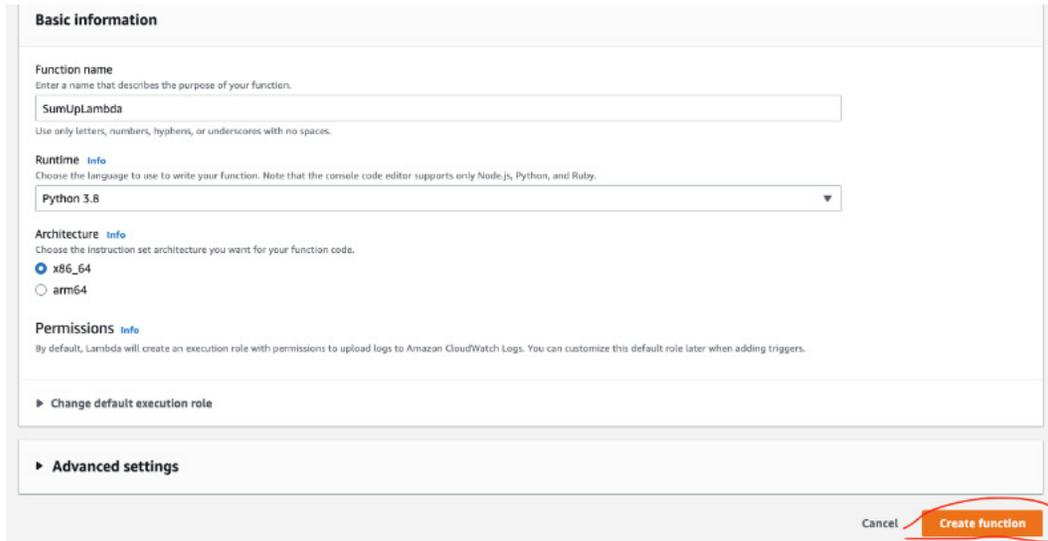 Basic information
Function name
Enter a name that describes the purpose of your function.
SumUpLambda
Use only letters, numbers, hyphens, or underscores with no spaces.
Runtime Info
Choose the language to use to write your function. Note that the console code editor supports only Node.js, Python, and Ruby.
Python 3.8
Architecture Info
Choose the instruction set architecture you want for your function code.
x86_64
arm64
Permissions Info
By default, Lambda will create an execution role with permissions to upload logs to Amazon CloudWatch Logs. You can customize this default role later when adding triggers.
Change default execution role
Advanced settings
Cancel Create function